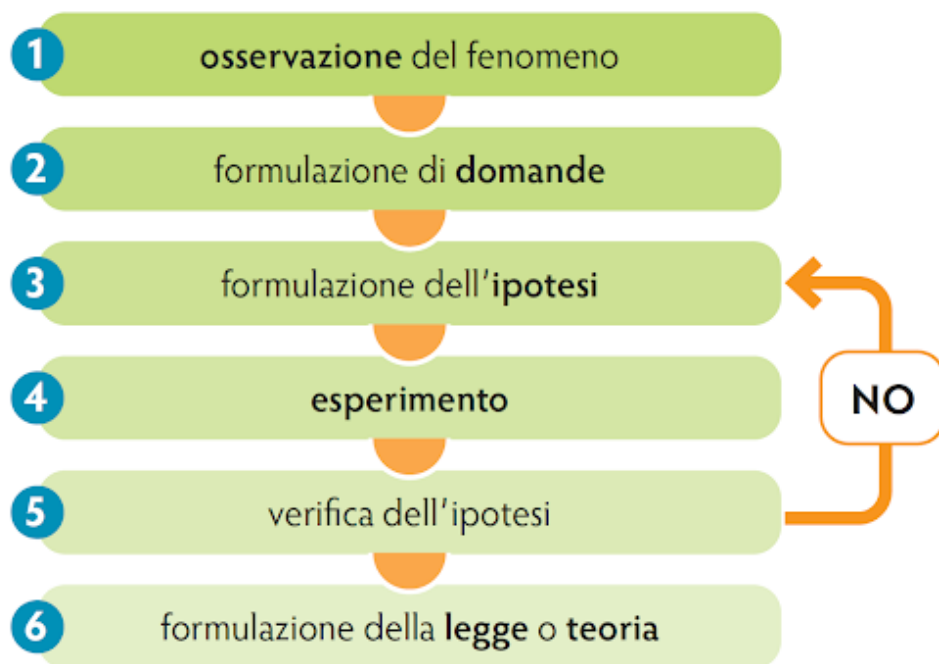 1 osservazione del fenomeno
2 formulazione di domande
3 formulazione dell'ipotesi
4 esperimento
NO
5 verifica dell'ipotesi
6 formulazione della legge o teoria